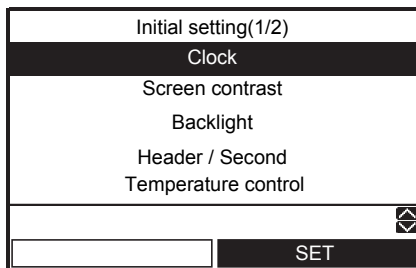 Initial setting(1/2)
Clock
Screen contrast
Backlight
Header / Second
Temperature control
SET